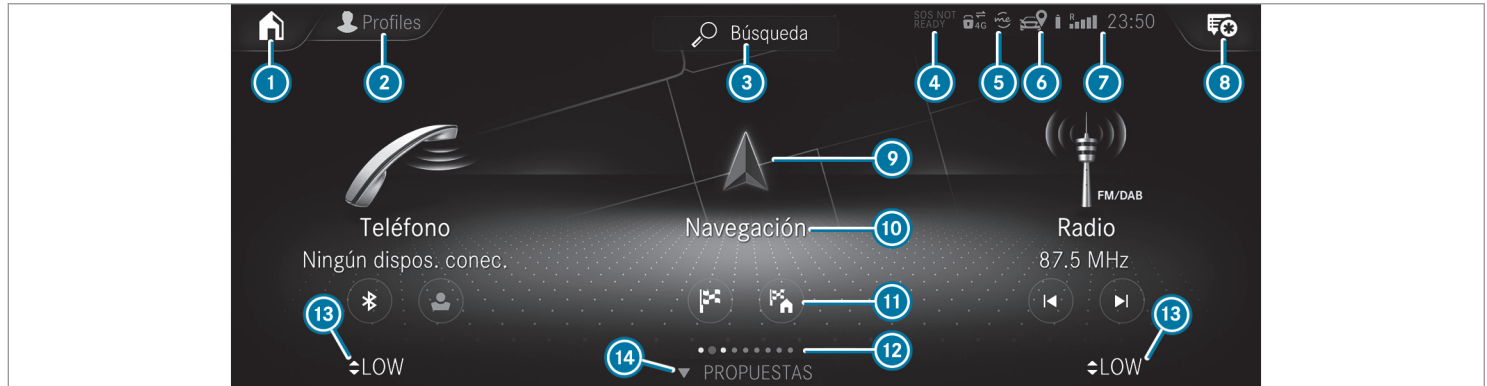 Profiles
Búsqueda
SOS NOT
READY
4G
me
R
23:50
1
2
3
4
5
6
7
8
9
FM/DAB
Teléfono
Navegación
10
Radio
Ningún dispos. conec.
87.5 MHz
11
13
13
12
14
LOW
PROPUESTAS
LOW